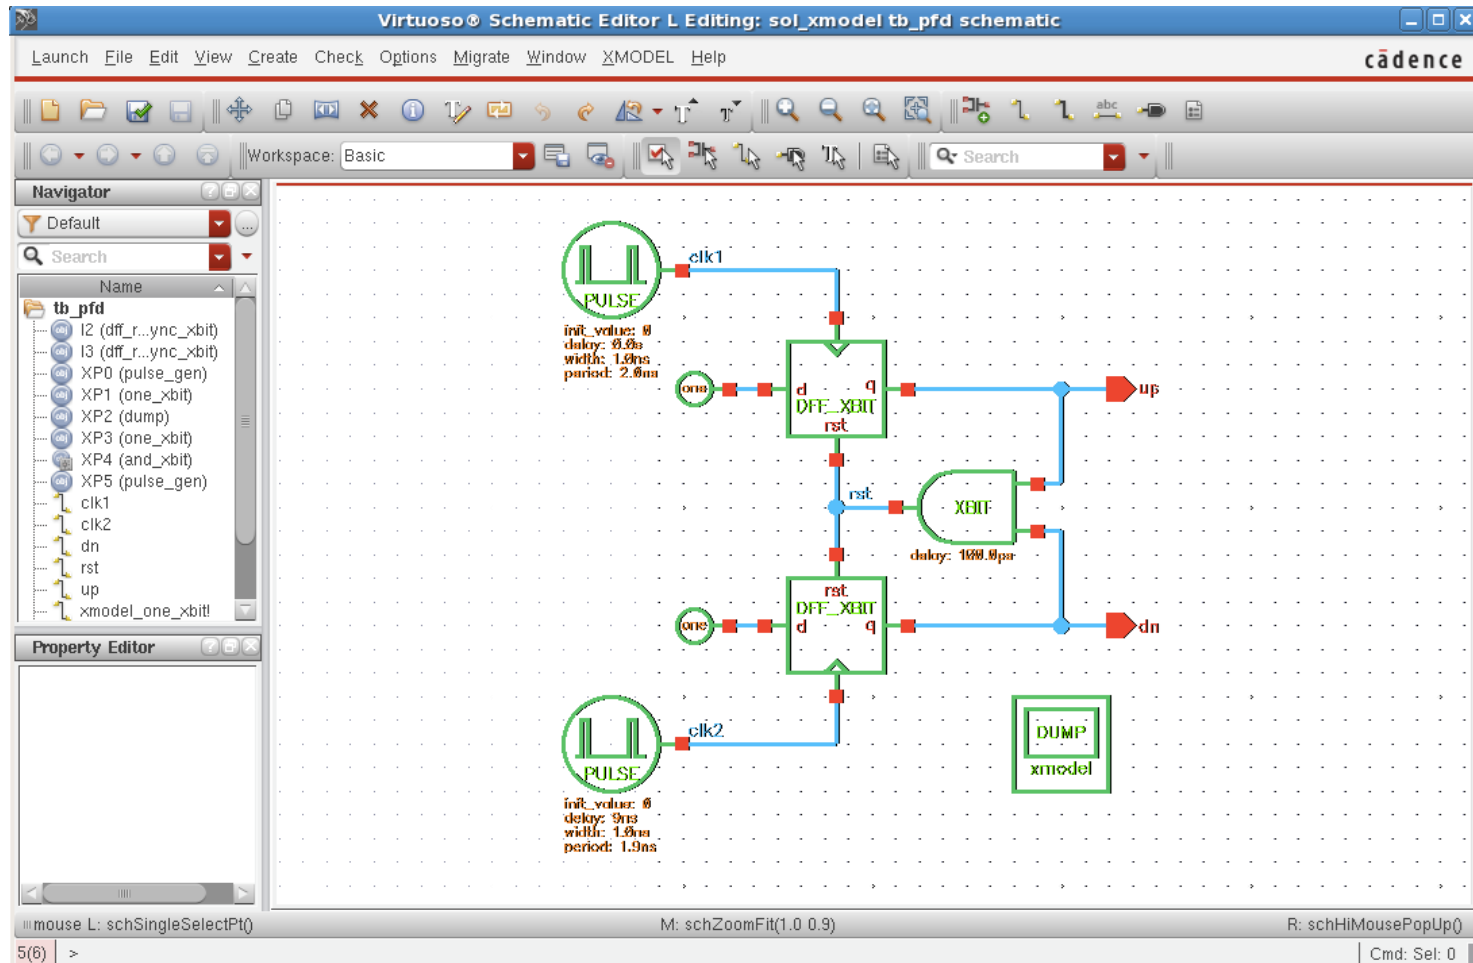 Virtuoso® Schematic Editor L Editing: sol_xmodel tb_pfd schematic
Launch File Edit View Create Check Options Migrate Window XMODEL Help
cādence
abc
Workspace: Basic
Search
Navigator
Default
Search
Name
tb_pfd
I2 (dff_r...ync_xbit)
I3 (dff_r...ync_xbit)
XP0 (pulse_gen)
XP1 (one_xbit)
XP2 (dump)
XP3 (one_xbit)
XP4 (and_xbit)
XP5 (pulse_gen)
clk1
clk2
dn
rst
up
xmodel_one_xbit!
Property Editor
clk1
PULSE
init_value: 0
delay: 0.0s
width: 1.0ns
period: 2.0ns
one
d
q
DFF_XBIT
rst
up
rst
XBIT
delay: 100.0ps
rst
DFF_XBIT
one
d
q
dn
clk2
PULSE
init_value: 0
delay: 9ns
width: 1.0ns
period: 1.9ns
DUMP
xmodel
mouse L: schSingleSelectPt()
M: schZoomFit(1.0 0.9)
R: schHiMousePopUp()
5(6) >
Cmd: Sel: 0